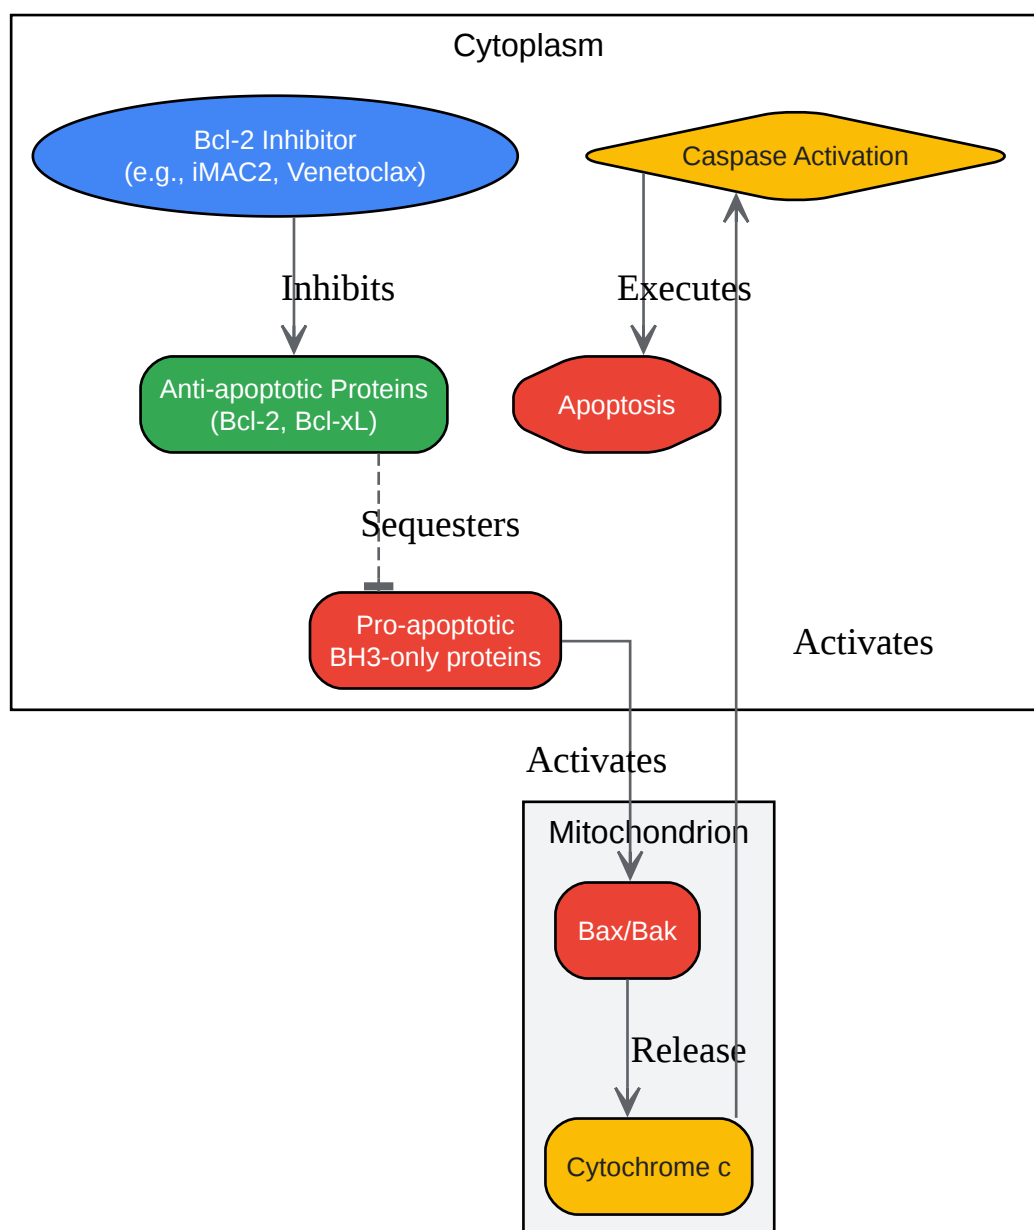 Cytoplasm
Bcl-2 Inhibitor
(e.g., iMAC2, Venetoclax)
Caspase Activation
Inhibits
Executes
Anti-apoptotic Proteins
(Bcl-2, Bcl-xL)
Apoptosis
Sequesters
Pro-apoptotic
BH3-only proteins
Activates
Activates
Mitochondrion
Bax/Bak
Release
Cytochrome c